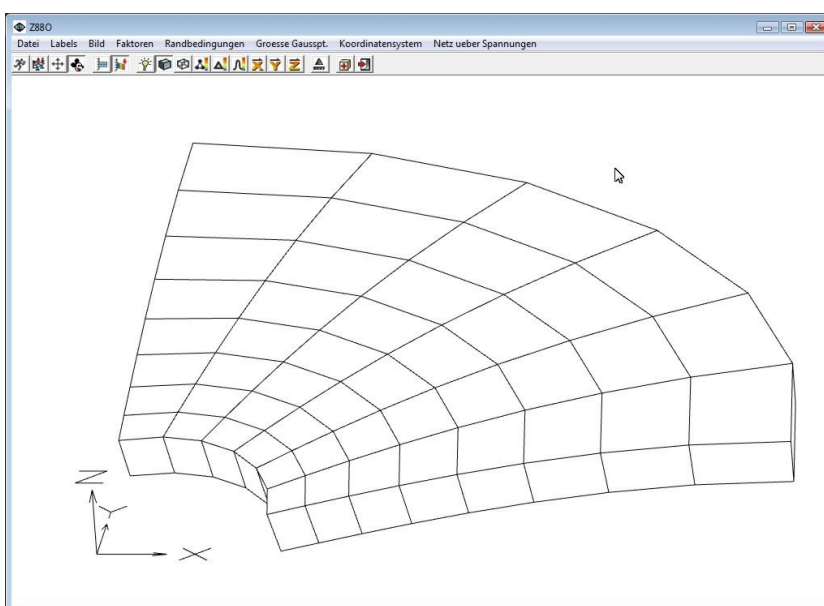 Z88O
Datei Labels Bild Faktoren Randbedingungen Groesse Gausspt. Koordinatensystem Netz ueber Spannungen
X Y Z
Z
Y
X